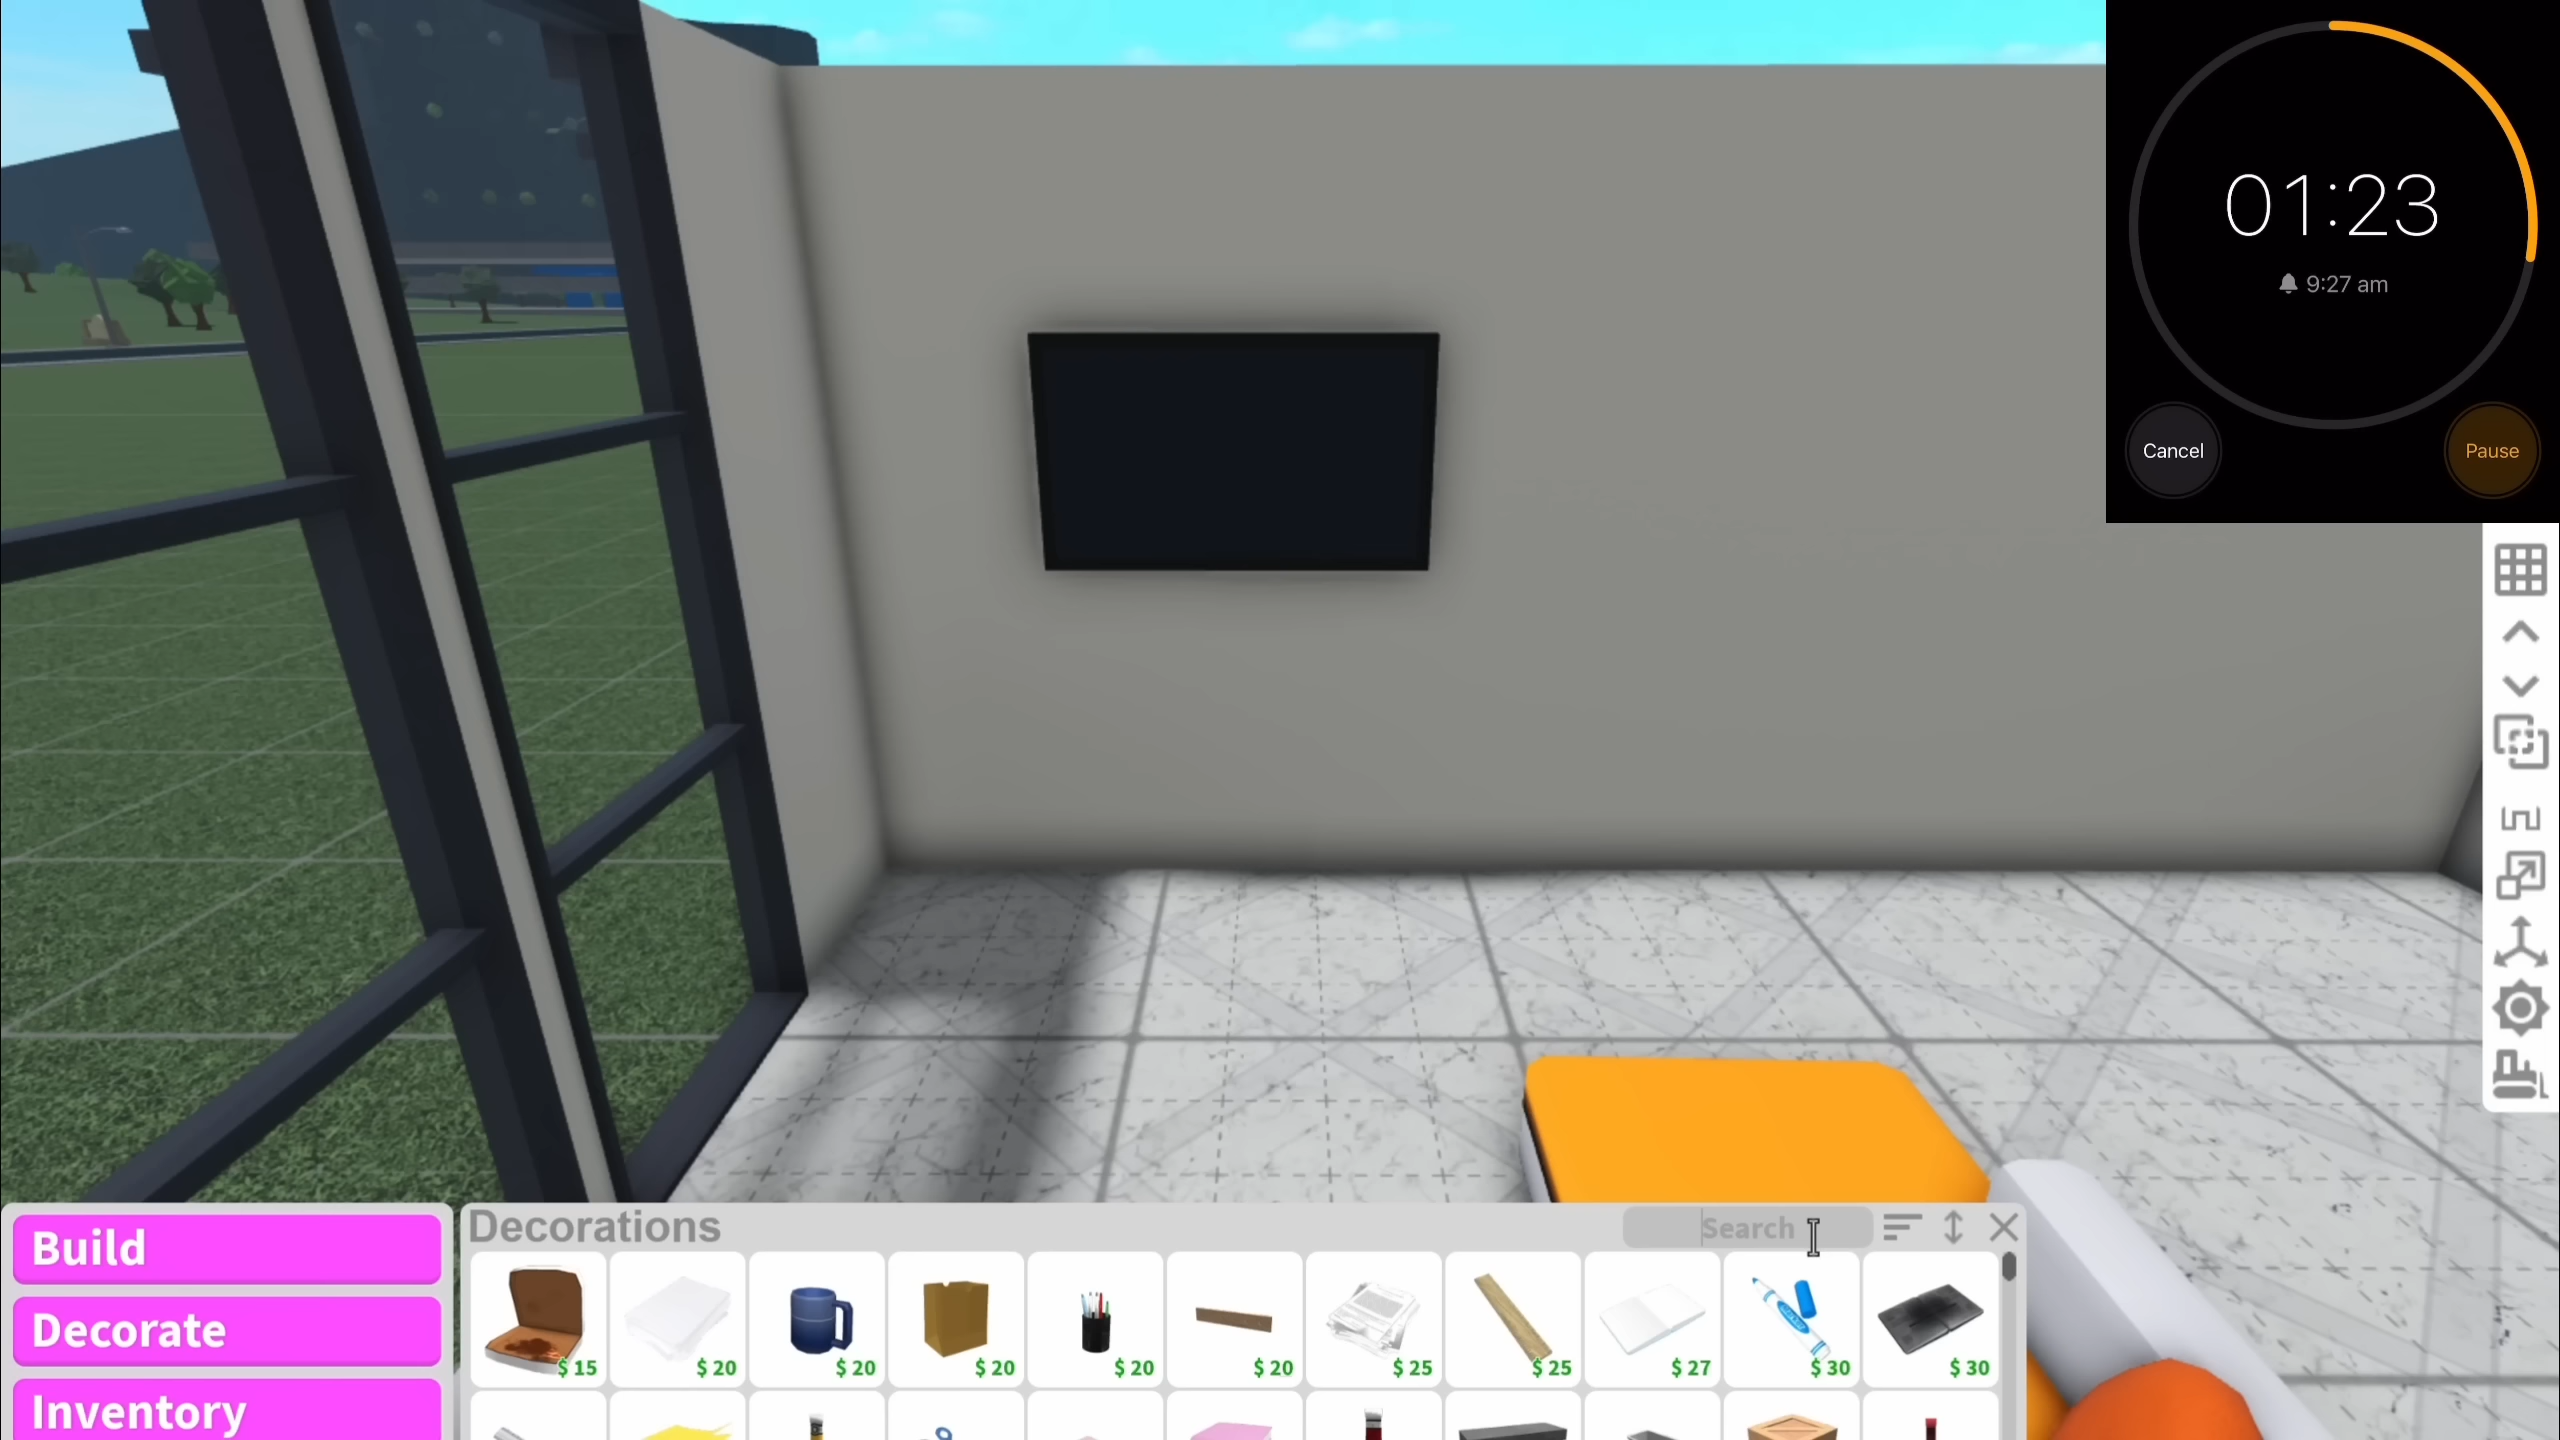 01:23
9:27 am
Cancel
Pause
Build
Decorate
Inventory
Decorations
Search
$ 15
$ 20
$ 20
$ 20
$ 20
$ 20
$ 25
$ 25
$ 27
$ 30
$ 30